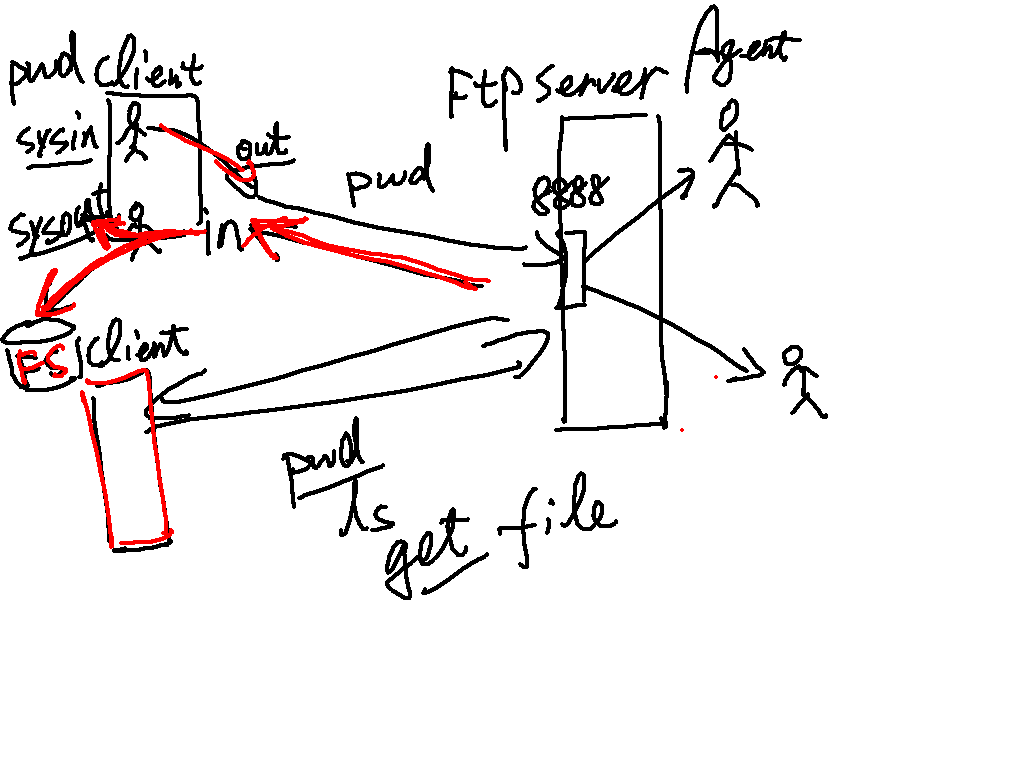 Agent
pwd client
Ftp Server
sysin
out
pwd
8888
sysout
in
client
FS
pwd
ls
get file